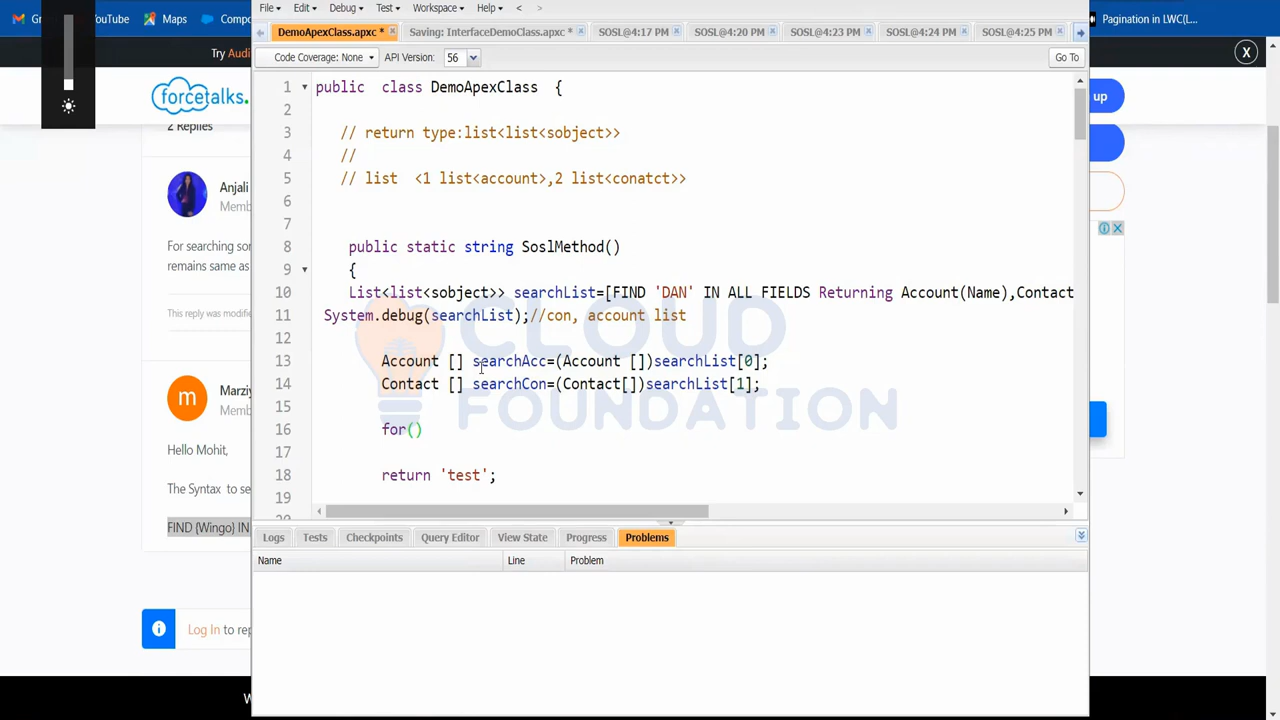 File Edit Debug Test Workspace Help < >
Gr YouTube Maps Compo Pagination in LWC(L...
DemoApexClass.apxc * Saving: InterfaceDemoClass.apxc * SOSL@4:17 PM SOSL@4:20 PM SOSL@4:23 PM SOSL@4:24 PM SOSL@4:25 PM
Try Audi X
Code Coverage: None API Version: 56 Go To
forcetalks. up
2 Replies
Anjali
Memb
For searching son
remains same as
This reply was modifie
Marziy
Memb
Hello Mohit,
The Syntax to se
FIND {Wingo} IN
Log In to rep
W
1 public class DemoApexClass {
2
3 // return type:list<list<sobject>>
4 //
5 // list <1 list<account>,2 list<conatct>>
6
7
8 public static string SoslMethod()
9 {
10 List<list<sobject>> searchList=[FIND 'DAN' IN ALL FIELDS Returning Account(Name),Contact
11 System.debug(searchList);//con, account list
12
13 Account [] searchAcc=(Account [])searchList[0];
14 Contact [] searchCon=(Contact[])searchList[1];
15
16 for()
17
18 return 'test';
19
CLOUD
FOUNDATION
Logs Tests Checkpoints Query Editor View State Progress Problems
Name Line Problem